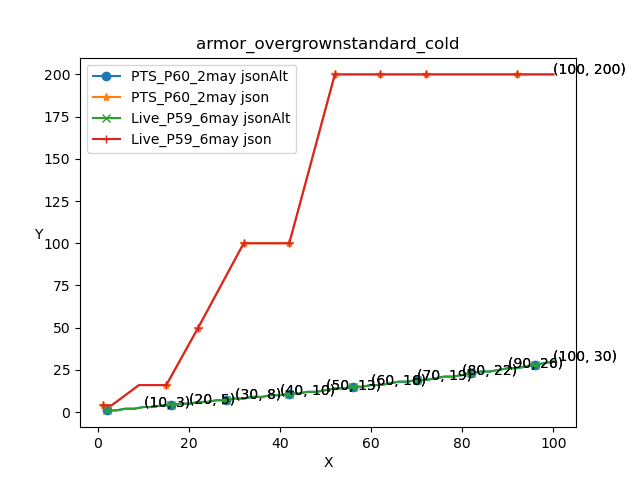 armor_overgrownstandard_cold
PTS_P60_2may jsonAlt
PTS_P60_2may json
Live_P59_6may jsonAlt
Live_P59_6may json
(100, 200)
200
175
150
125
100
75
50
25
0
Y
(10, 3)
(20, 5)
(30, 8)
(40, 10)
(50, 13)
(60, 16)
(70, 19)
(80, 22)
(90, 26)
(100, 30)
0 20 40 60 80 100
X